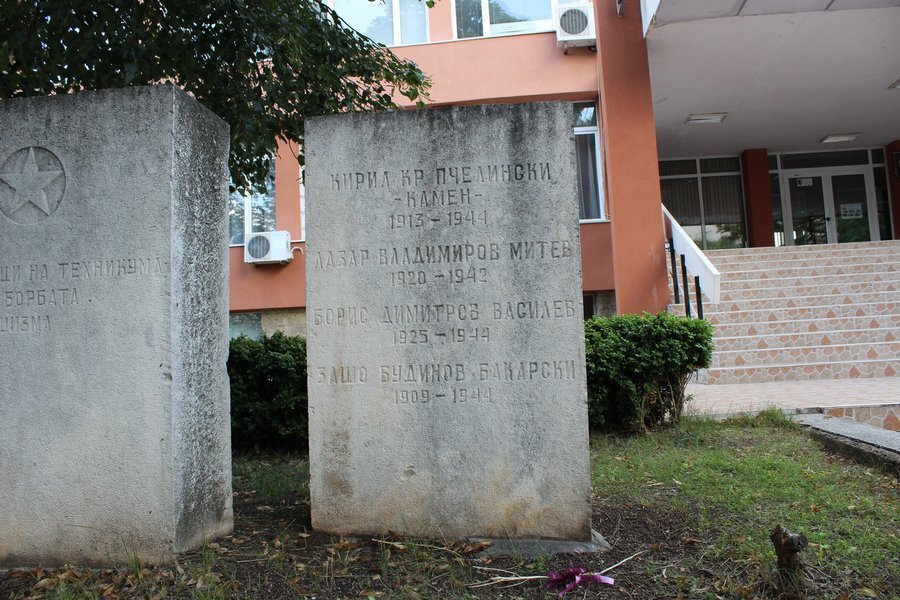 ЩИ НА ТЕХНИКУМА
БОРБАТА
ШИЗМА
КИРИЛ КР. ПЧЕЛИНСКИ
-КАМЕН-
1913-1944
ЛАЗАР ВЛАДИМИРОВ МИТЕВ
1920-1942
БОРИС ДИМИТРОВ ВАСИЛЕВ
1925-1944
ЗАШО БУДИНОВ БАКАРСКИ
1909-1944